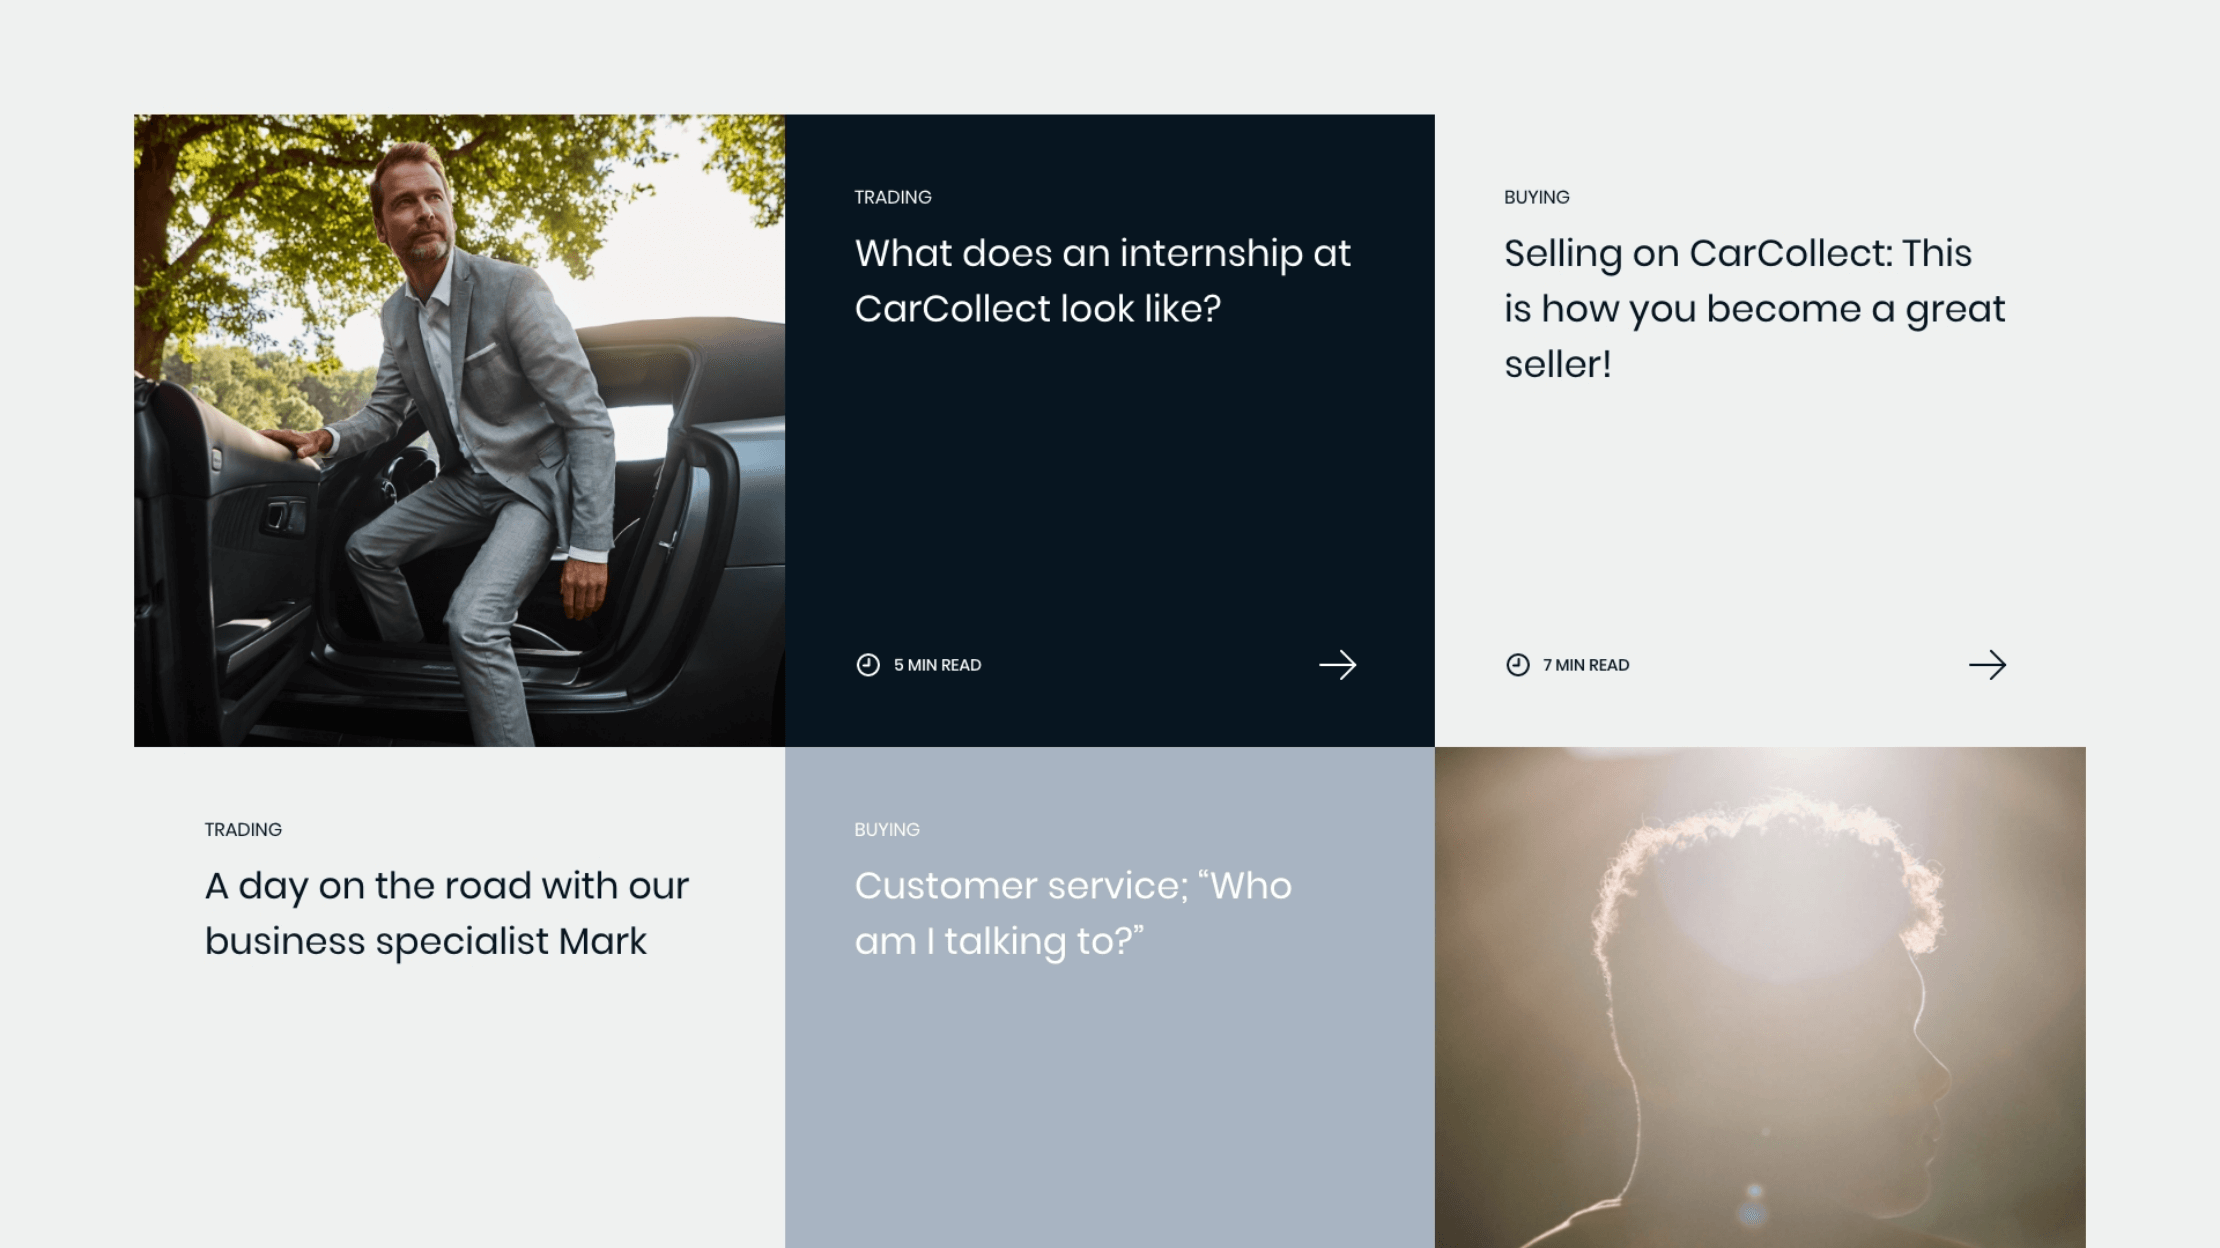 TRADING
What does an internship at
CarCollect look like?
5 MIN READ
BUYING
Selling on CarCollect: This
is how you become a great
seller!
7 MIN READ
TRADING
A day on the road with our
business specialist Mark
BUYING
Customer service; “Who
am I talking to?”